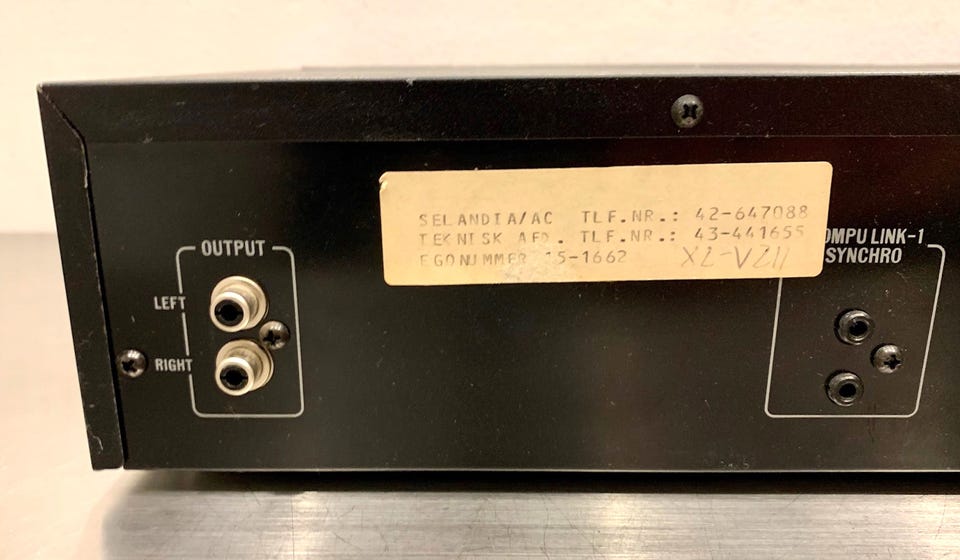 SELANDIA/AC TLF.NR.: 42-647088
TEKNISK AFD. TLF.NR.: 43-441655
EGONUMMER 15-1662 XL-V211
OUTPUT
LEFT
RIGHT
OMPU LINK-1
SYNCHRO